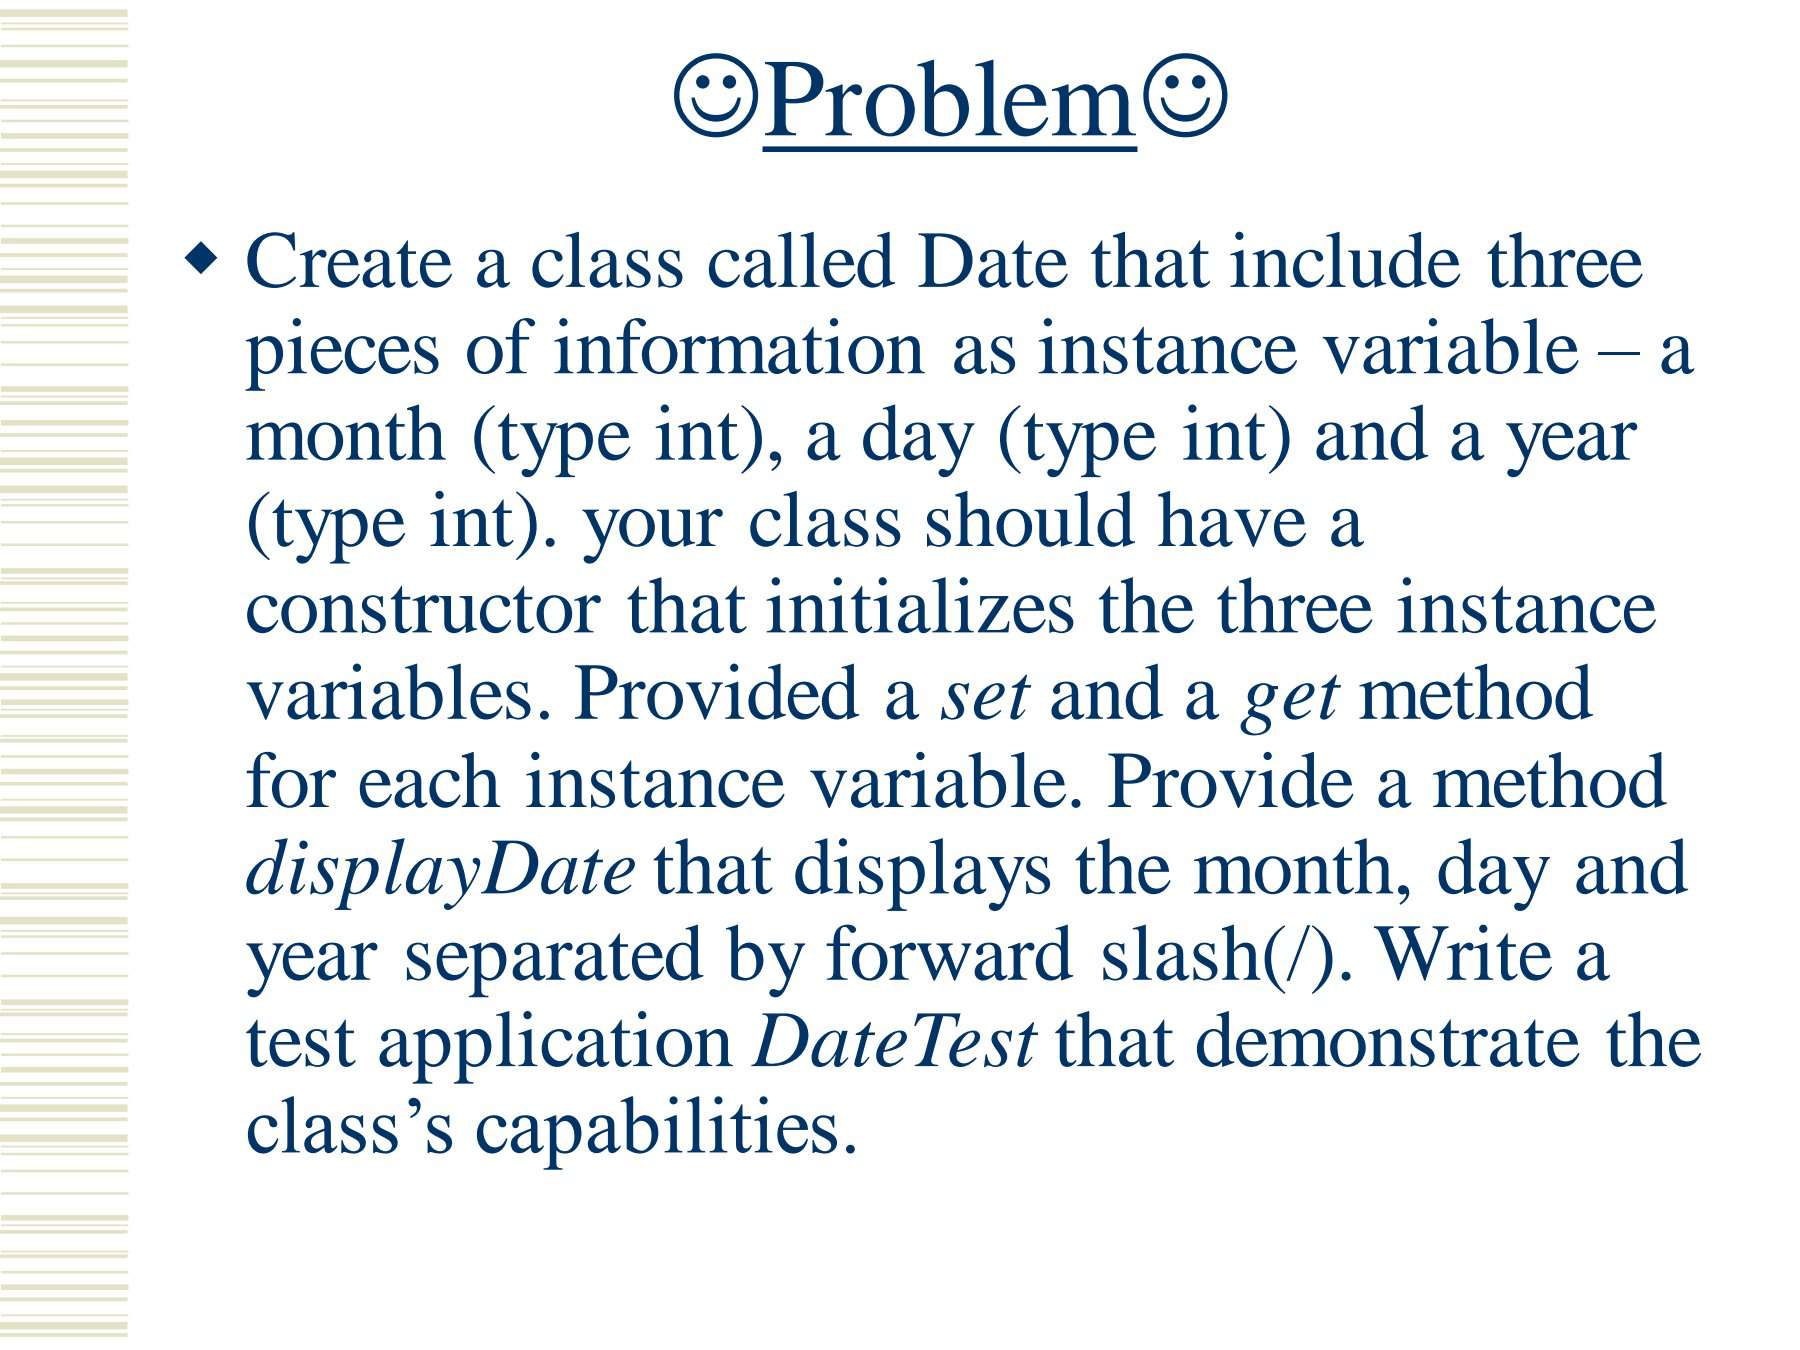 ☺Problem☺
◆ Create a class called Date that include three
pieces of information as instance variable – a
month (type int), a day (type int) and a year
(type int). your class should have a
constructor that initializes the three instance
variables. Provided a set and a get method
for each instance variable. Provide a method
displayDate that displays the month, day and
year separated by forward slash(/). Write a
test application DateTest that demonstrate the
class’s capabilities.